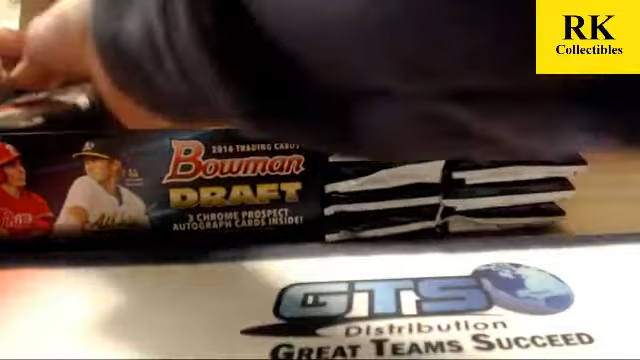 RK
Collectibles
2016 TRADING CARDS
Bowman
DRAFT
3 CHROME PROSPECT
AUTOGRAPH CARDS INSIDE!
GTS
Distribution
GREAT TEAMS SUCCEED